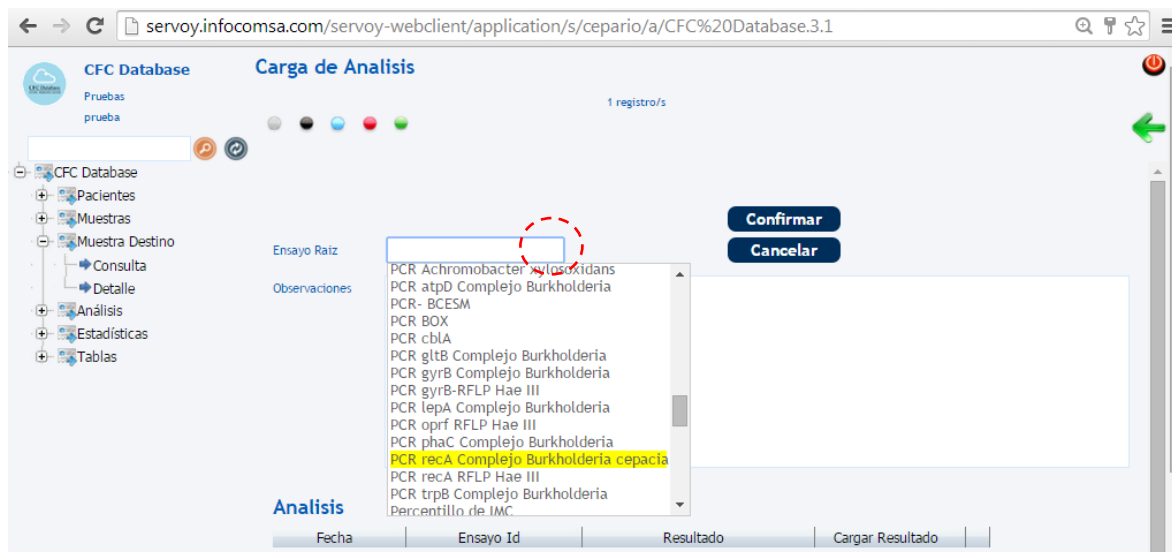 servoy.infocomsa.com/servoy-webclient/application/s/cepario/a/CFC%20Database.3.1
CFC Database
Pruebas
prueba
Carga de Analisis
1 registro/s
CFC Database
Pacientes
Muestras
Muestra Destino
Consulta
Detalle
Análisis
Estadísticas
Tablas
Confirmar
Cancelar
Ensayo Raiz
Observaciones
PCR Achromobacter xylosoxidans
PCR atpD Complejo Burkholderia
PCR- BCESM
PCR BOX
PCR cblA
PCR gltB Complejo Burkholderia
PCR gyrB Complejo Burkholderia
PCR gyrB-RFLP Hae III
PCR lepA Complejo Burkholderia
PCR oprf RFLP Hae III
PCR phaC Complejo Burkholderia
PCR recA Complejo Burkholderia cepacia
PCR recA RFLP Hae III
PCR trpB Complejo Burkholderia
Percentillo de IMC
Analisis
Fecha Ensayo Id Resultado Cargar Resultado